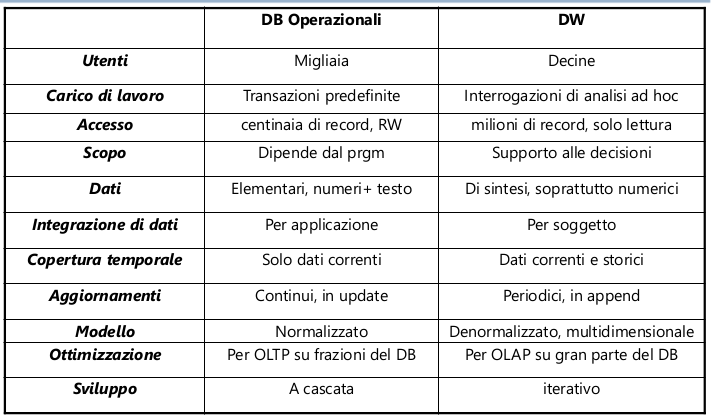 DB Operazionali DW
Utenti Migliaia Decine
Carico di lavoro Transazioni predefinite Interrogazioni di analisi ad hoc
Accesso centinaia di record, RW milioni di record, solo lettura
Scopo Dipende dal prgm Supporto alle decisioni
Dati Elementari, numeri+ testo Di sintesi, soprattutto numerici
Integrazione di dati Per applicazione Per soggetto
Copertura temporale Solo dati correnti Dati correnti e storici
Aggiornamenti Continui, in update Periodici, in append
Modello Normalizzato Denormalizzato, multidimensionale
Ottimizzazione Per OLTP su frazioni del DB Per OLAP su gran parte del DB
Sviluppo A cascata iterativo